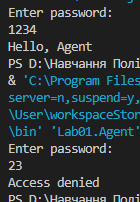 Enter password:
1234
Hello, Agent
PS D:\Навчання Полі
& 'C:\Program Files
server=n,suspend=y,
\User\workspaceStor
\bin' 'Lab01.Agent'
Enter password:
23
Access denied
PS D:\Навчання Полі